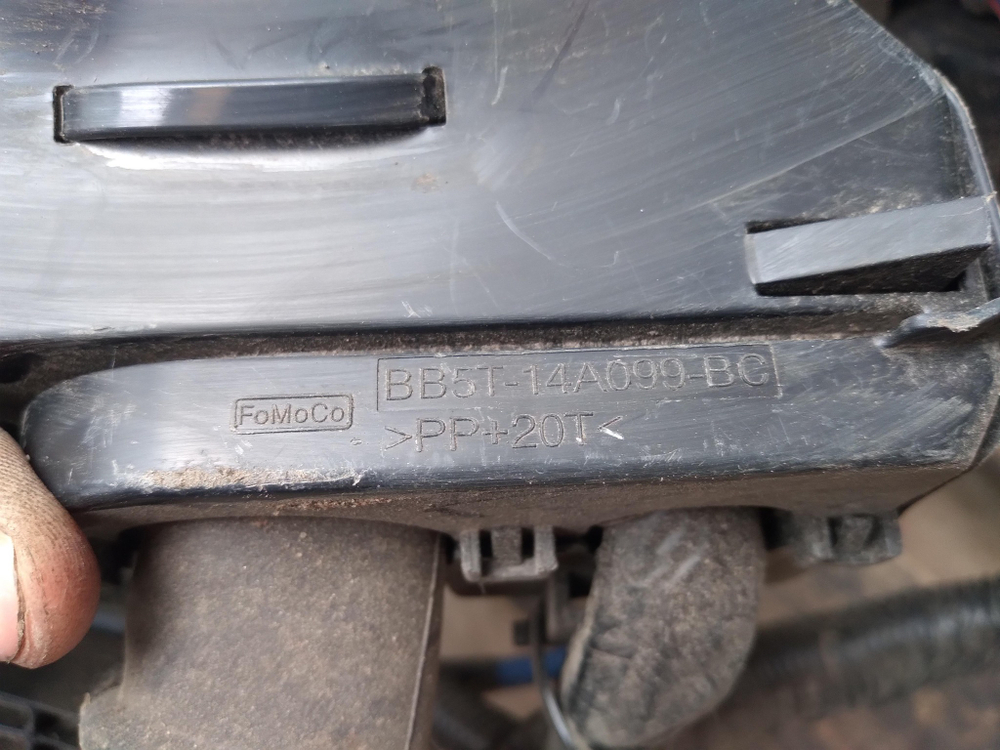 BB5T-14A099-BC
FoMoCo
>PP+20T<